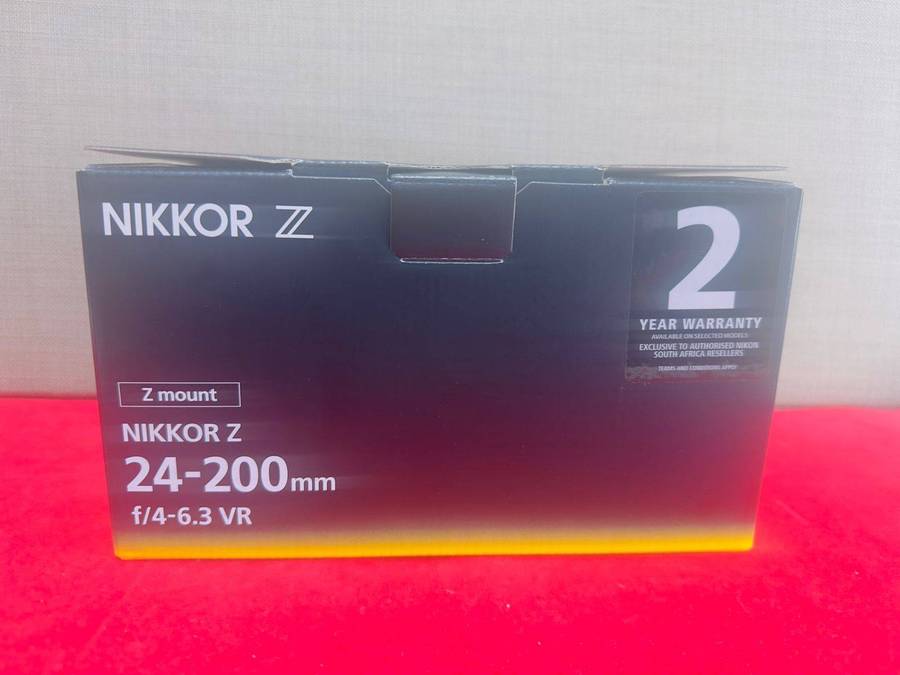 NIKKOR Z
2
YEAR WARRANTY
AVAILABLE ON SELECTED MODELS
EXCLUSIVE TO AUTHORISED NIKON
SOUTH AFRICA RESELLERS
TERMS AND CONDITIONS APPLY
Z mount
NIKKOR Z
24-200mm
f/4-6.3 VR